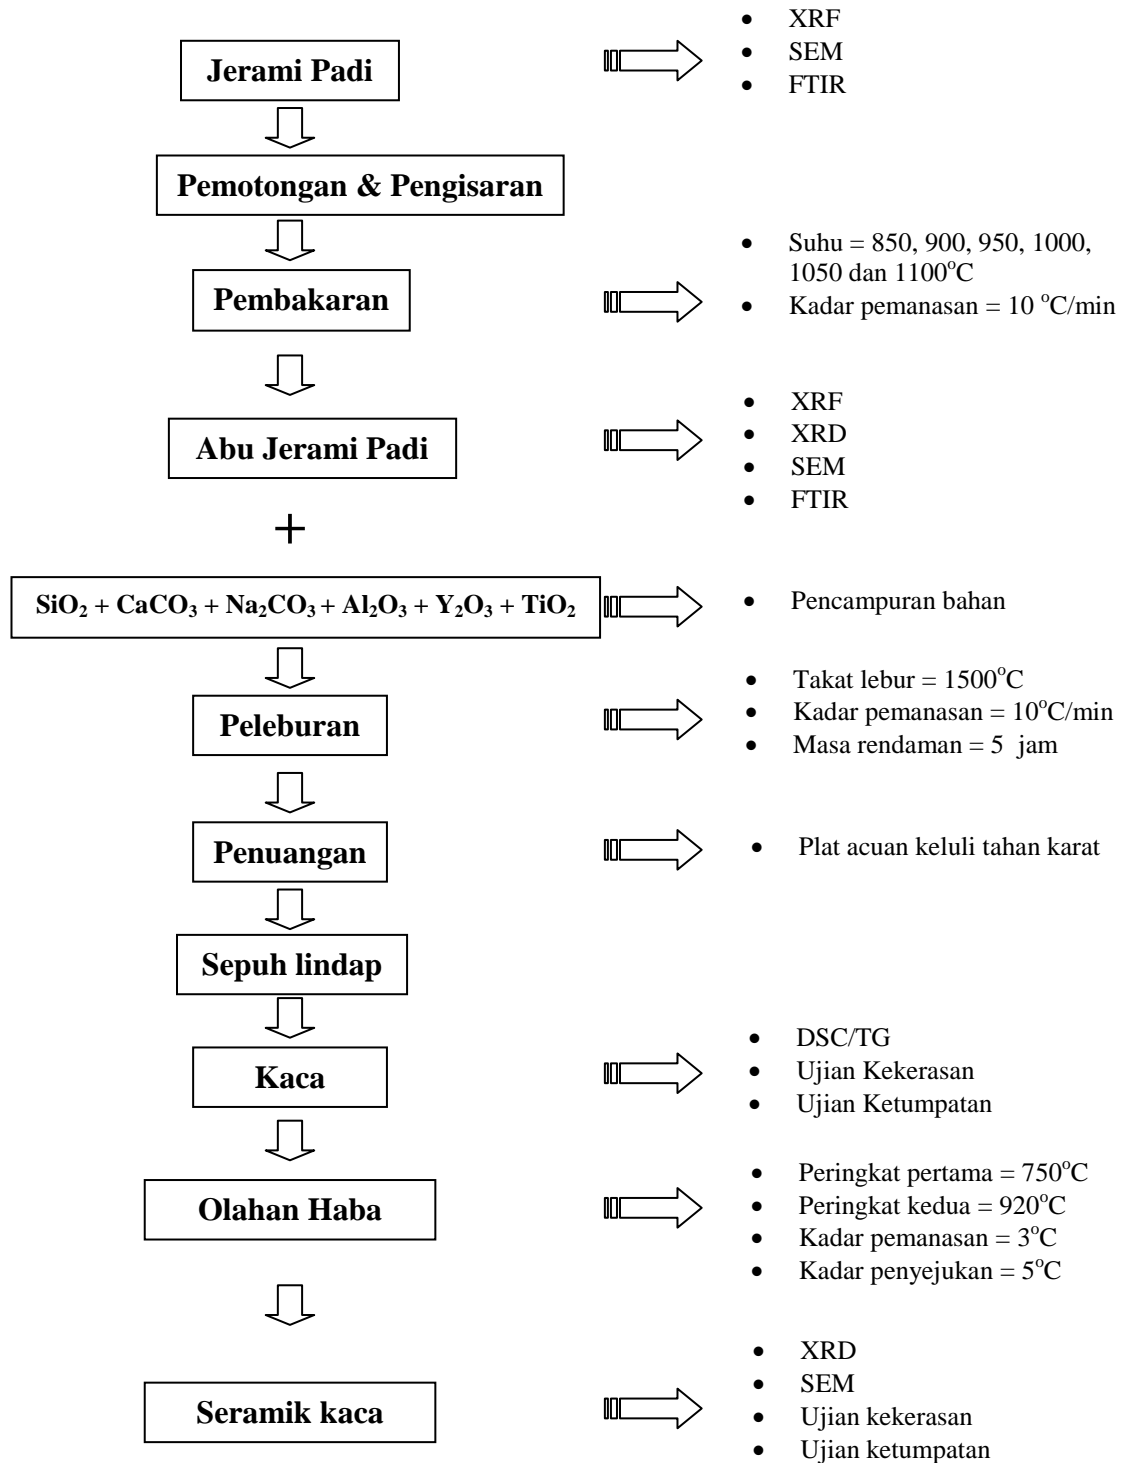 Jerami Padi
• XRF
• SEM
• FTIR
Pemotongan & Pengisaran
Pembakaran
• Suhu = 850, 900, 950, 1000,
1050 dan 1100°C
• Kadar pemanasan = 10 °C/min
Abu Jerami Padi
• XRF
• XRD
• SEM
• FTIR
+
SiO₂ + CaCO₃ + Na₂CO₃ + Al₂O₃ + Y₂O₃ + TiO₂
• Pencampuran bahan
Peleburan
• Takat lebur = 1500°C
• Kadar pemanasan = 10°C/min
• Masa rendaman = 5 jam
Penuangan
• Plat acuan keluli tahan karat
Sepuh lindap
Kaca
• DSC/TG
• Ujian Kekerasan
• Ujian Ketumpatan
Olahan Haba
• Peringkat pertama = 750°C
• Peringkat kedua = 920°C
• Kadar pemanasan = 3°C
• Kadar penyejukan = 5°C
Seramik kaca
• XRD
• SEM
• Ujian kekerasan
• Ujian ketumpatan